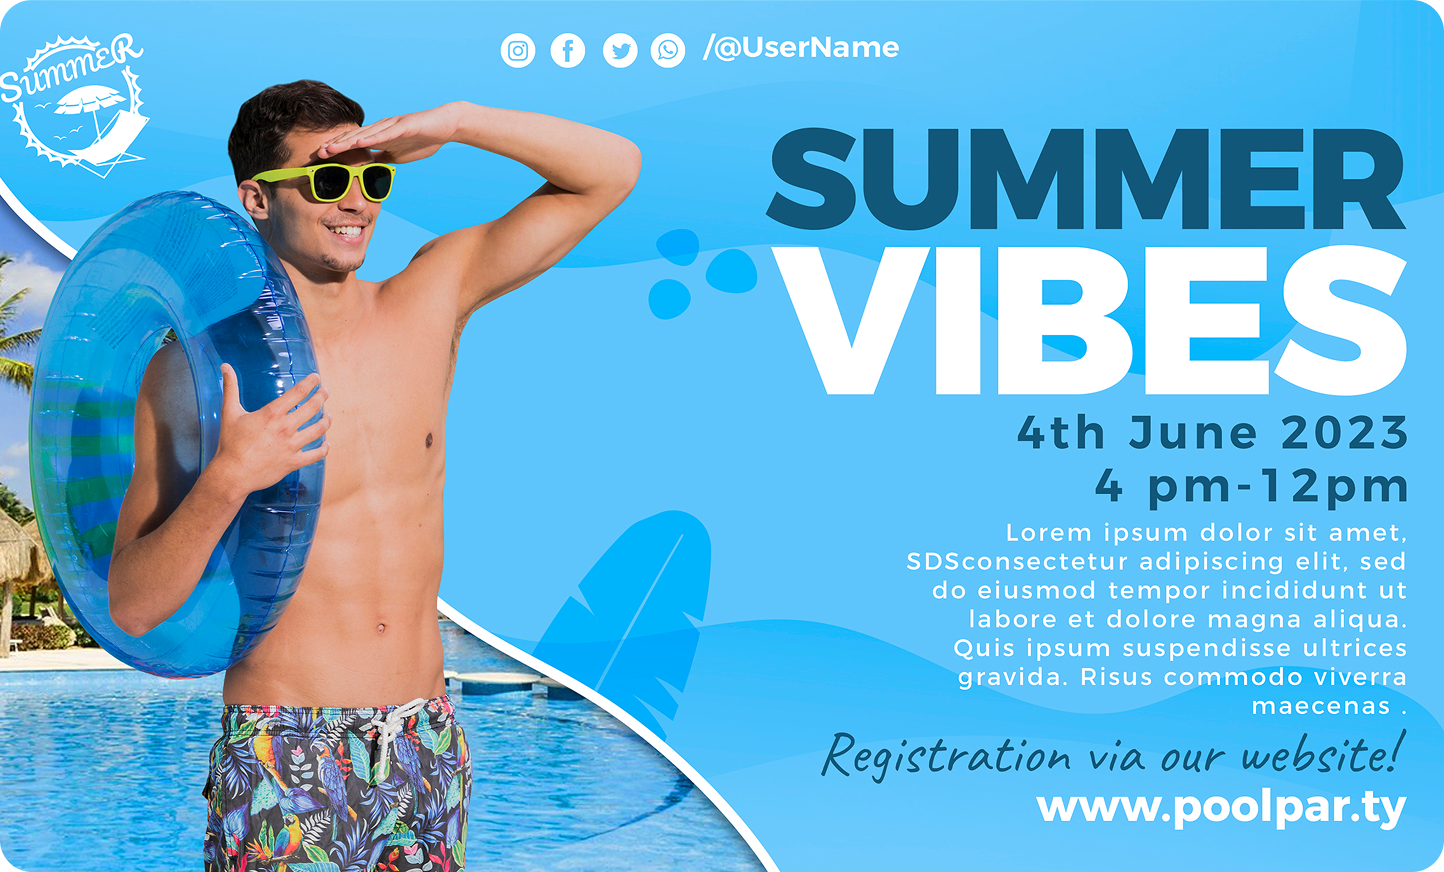 SUMMER
/@UserName
SUMMER
VIBES
4th June 2023
4 pm-12pm
Lorem ipsum dolor sit amet,
SDSconsectetur adipiscing elit, sed
do eiusmod tempor incididunt ut
labore et dolore magna aliqua.
Quis ipsum suspendisse ultrices
gravida. Risus commodo viverra
maecenas .
Registration via our website!
www.poolpar.ty